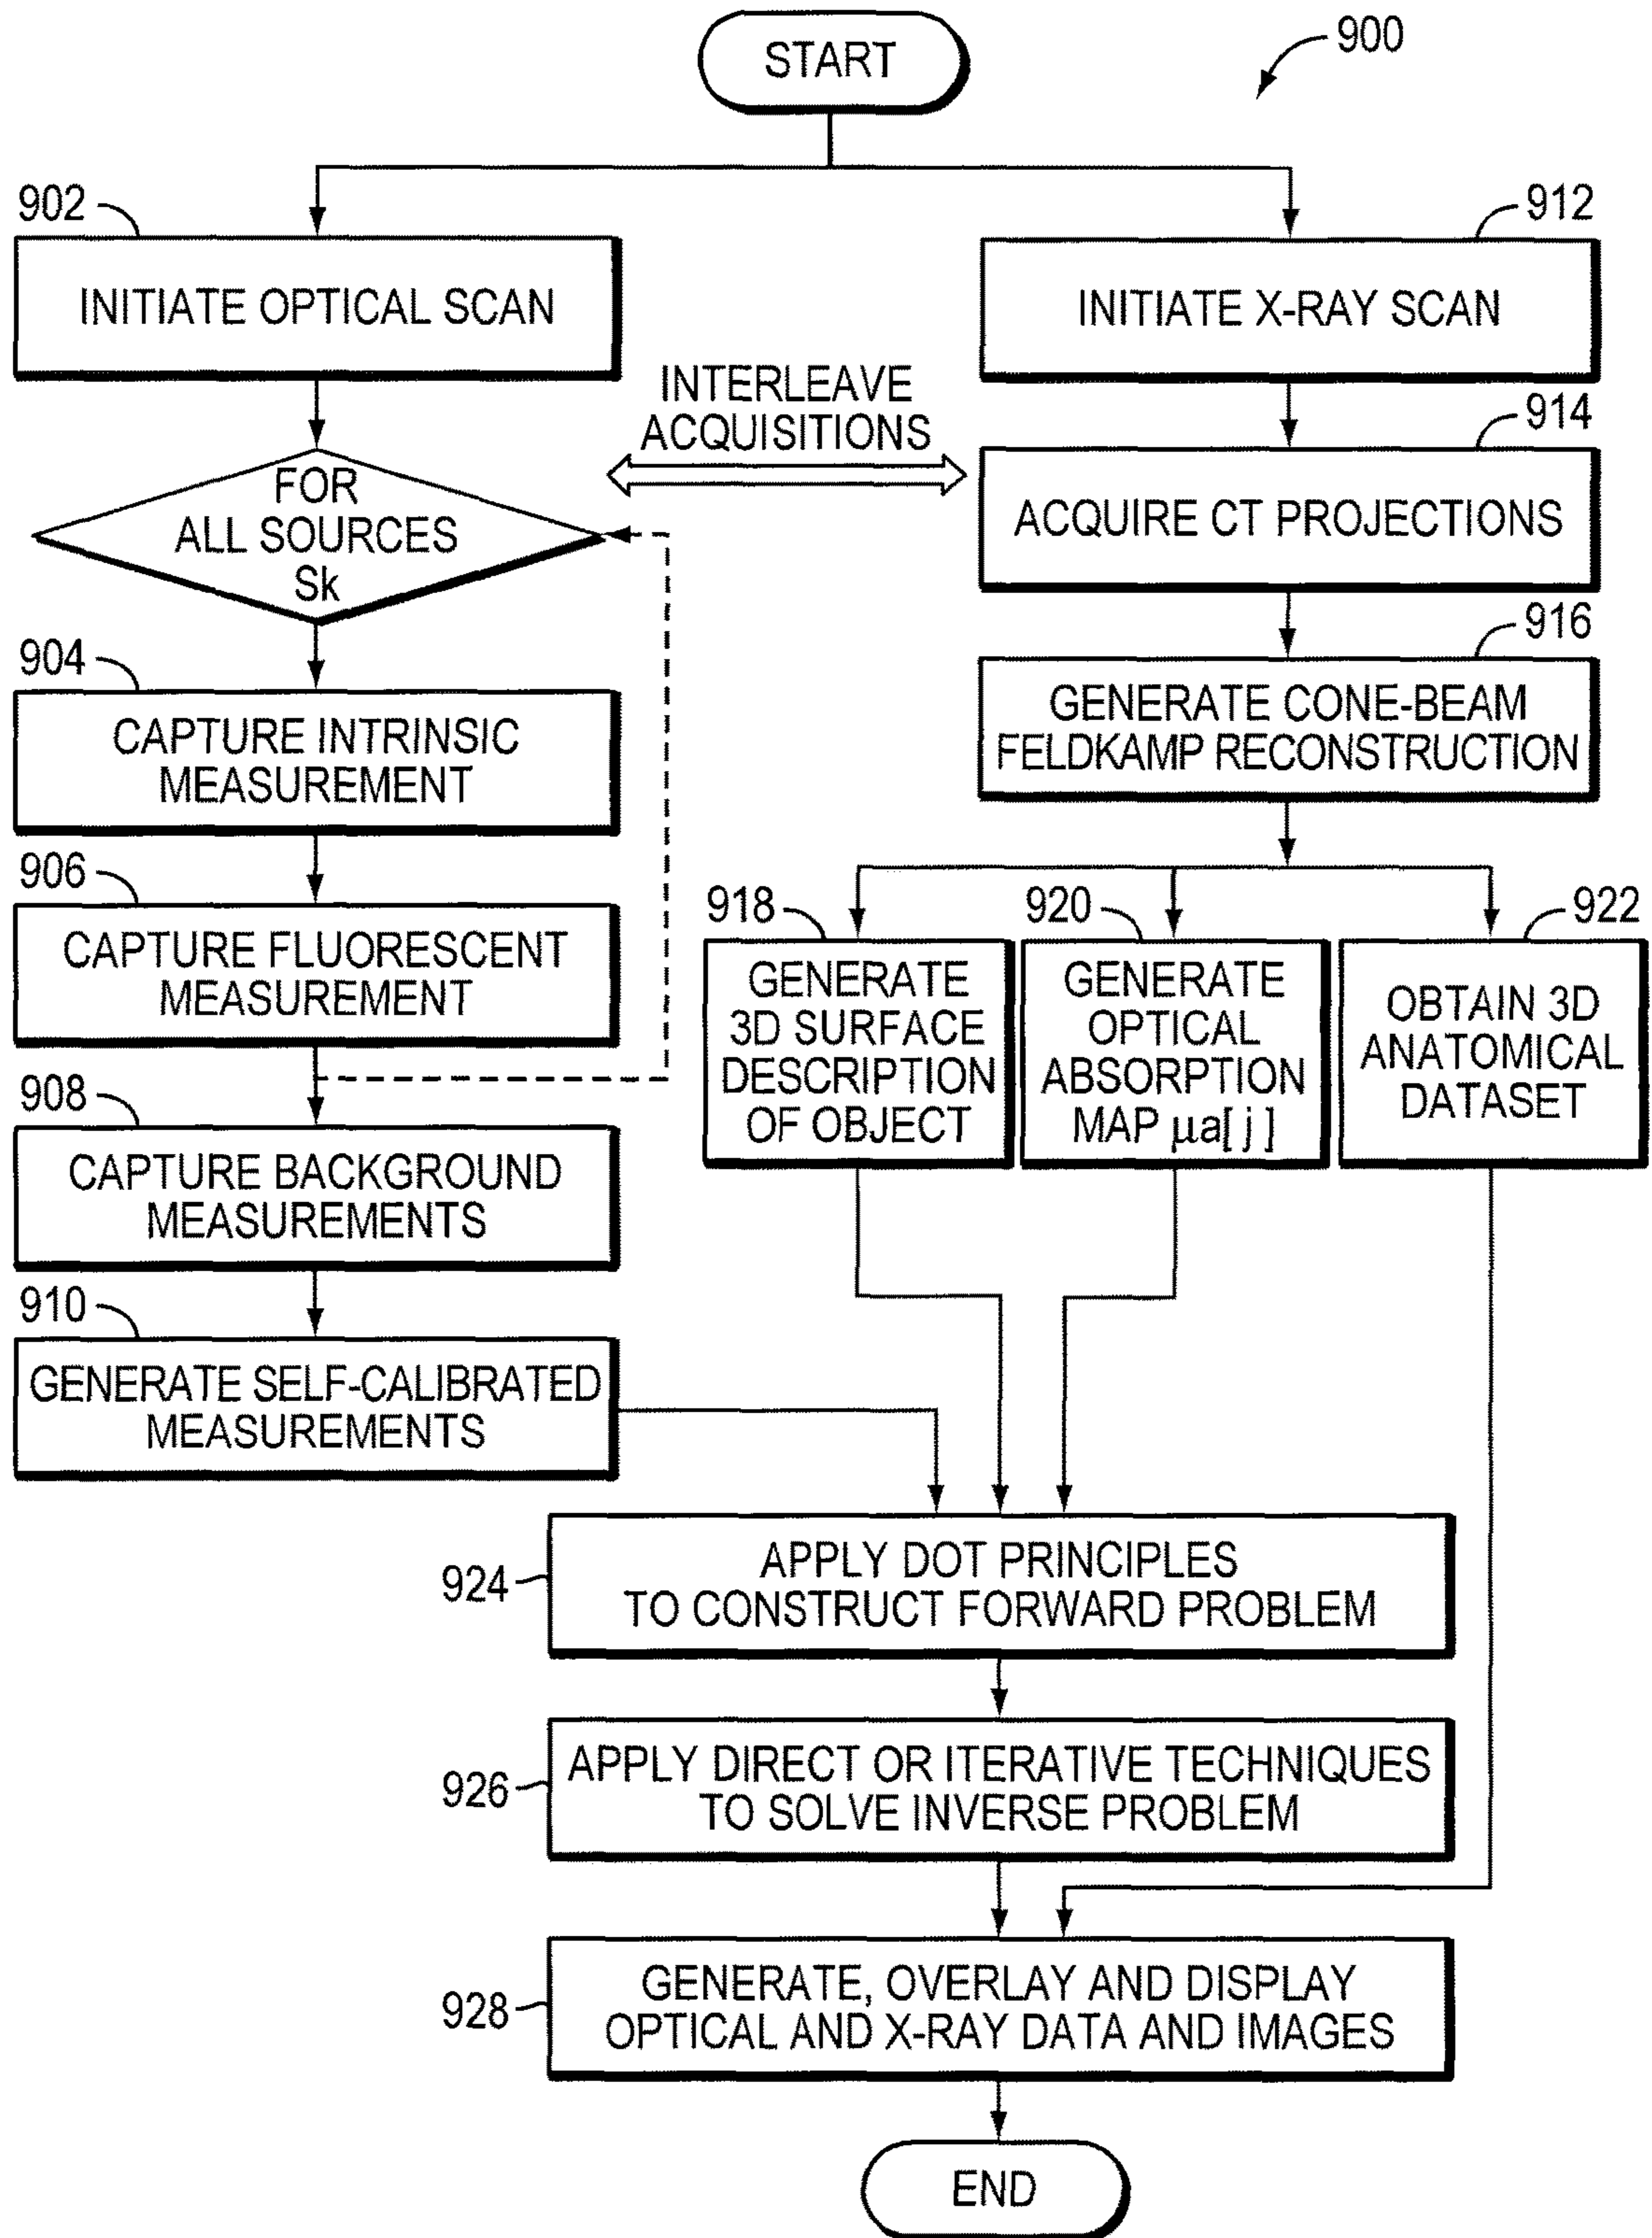 START
900
902
INITIATE OPTICAL SCAN
912
INITIATE X-RAY SCAN
INTERLEAVE
ACQUISITIONS
FOR
ALL SOURCES
Sk
914
ACQUIRE CT PROJECTIONS
904
CAPTURE INTRINSIC
MEASUREMENT
916
GENERATE CONE-BEAM
FELDKAMP RECONSTRUCTION
906
CAPTURE FLUORESCENT
MEASUREMENT
918
GENERATE
3D SURFACE
DESCRIPTION
OF OBJECT
920
GENERATE
OPTICAL
ABSORPTION
MAP µa[ j ]
922
OBTAIN 3D
ANATOMICAL
DATASET
908
CAPTURE BACKGROUND
MEASUREMENTS
910
GENERATE SELF-CALIBRATED
MEASUREMENTS
924
APPLY DOT PRINCIPLES
TO CONSTRUCT FORWARD PROBLEM
926
APPLY DIRECT OR ITERATIVE TECHNIQUES
TO SOLVE INVERSE PROBLEM
928
GENERATE, OVERLAY AND DISPLAY
OPTICAL AND X-RAY DATA AND IMAGES
END